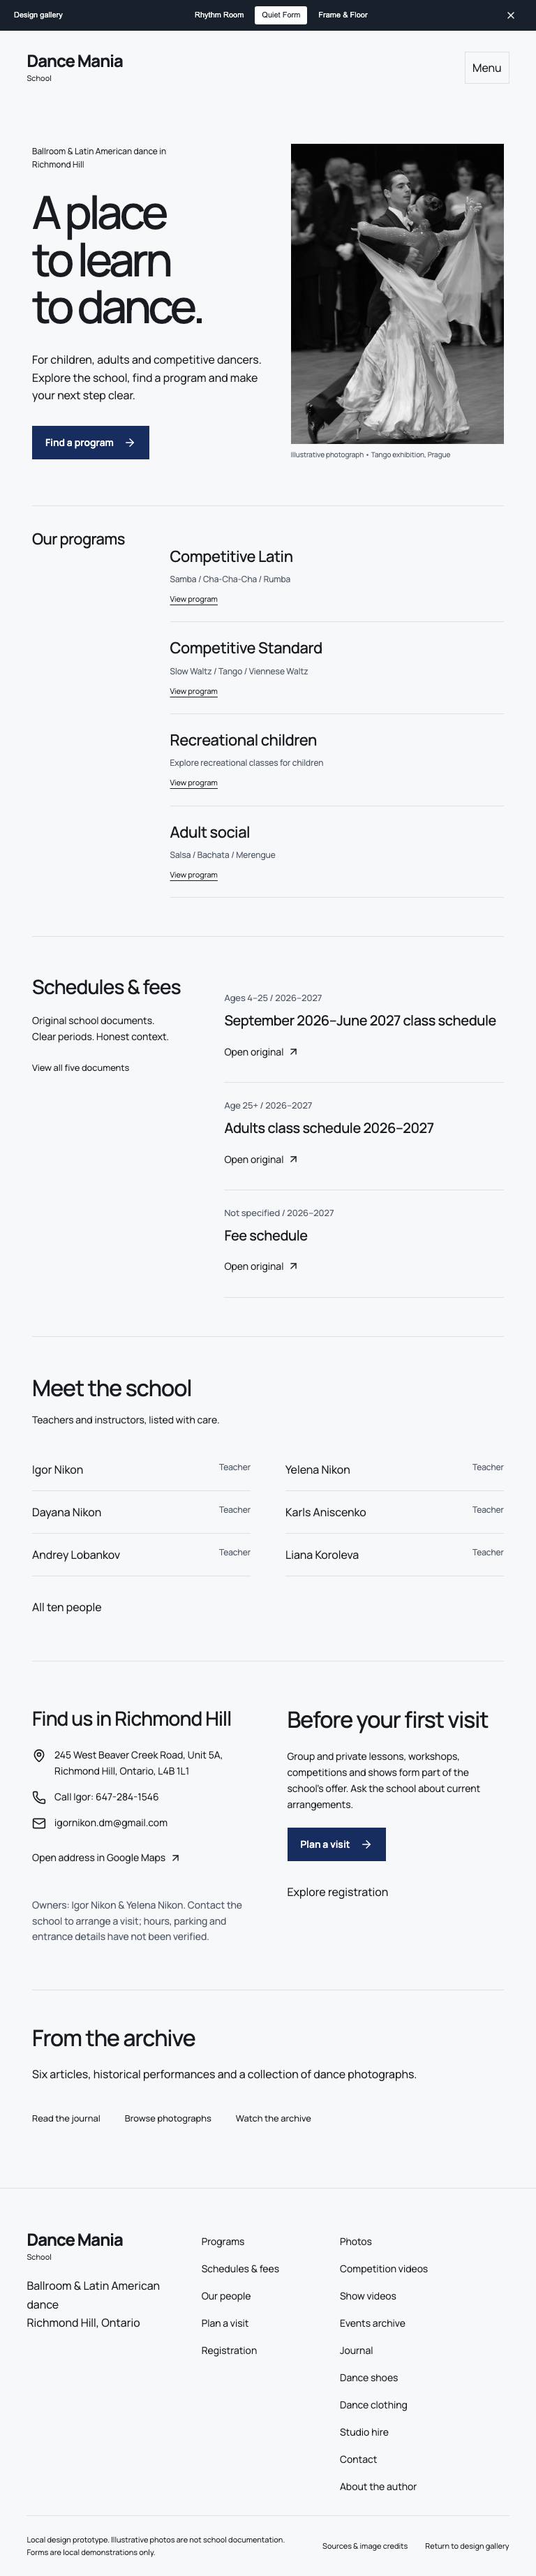 Design gallery
Rhythm Room
Quiet Form
Frame & Floor
Dance Mania
School
Menu
Ballroom & Latin American dance in
Richmond Hill
A place
to learn
to dance.
For children, adults and competitive dancers.
Explore the school, find a program and make
your next step clear.
Find a program
Illustrative photograph • Tango exhibition, Prague
Our programs
Competitive Latin
Samba / Cha-Cha-Cha / Rumba
View program
Competitive Standard
Slow Waltz / Tango / Viennese Waltz
View program
Recreational children
Explore recreational classes for children
View program
Adult social
Salsa / Bachata / Merengue
View program
Schedules & fees
Original school documents.
Clear periods. Honest context.
View all five documents
Ages 4–25 / 2026–2027
September 2026–June 2027 class schedule
Open original
Age 25+ / 2026–2027
Adults class schedule 2026–2027
Open original
Not specified / 2026–2027
Fee schedule
Open original
Meet the school
Teachers and instructors, listed with care.
Igor Nikon Teacher
Yelena Nikon Teacher
Dayana Nikon Teacher
Karls Aniscenko Teacher
Andrey Lobankov Teacher
Liana Koroleva Teacher
All ten people
Find us in Richmond Hill
245 West Beaver Creek Road, Unit 5A,
Richmond Hill, Ontario, L4B 1L1
Call Igor: 647-284-1546
igornikon.dm@gmail.com
Open address in Google Maps
Owners: Igor Nikon & Yelena Nikon. Contact the
school to arrange a visit; hours, parking and
entrance details have not been verified.
Before your first visit
Group and private lessons, workshops,
competitions and shows form part of the
school's offer. Ask the school about current
arrangements.
Plan a visit
Explore registration
From the archive
Six articles, historical performances and a collection of dance photographs.
Read the journal
Browse photographs
Watch the archive
Dance Mania
School
Ballroom & Latin American
dance
Richmond Hill, Ontario
Programs
Schedules & fees
Our people
Plan a visit
Registration
Photos
Competition videos
Show videos
Events archive
Journal
Dance shoes
Dance clothing
Studio hire
Contact
About the author
Local design prototype. Illustrative photos are not school documentation.
Forms are local demonstrations only.
Sources & image credits
Return to design gallery